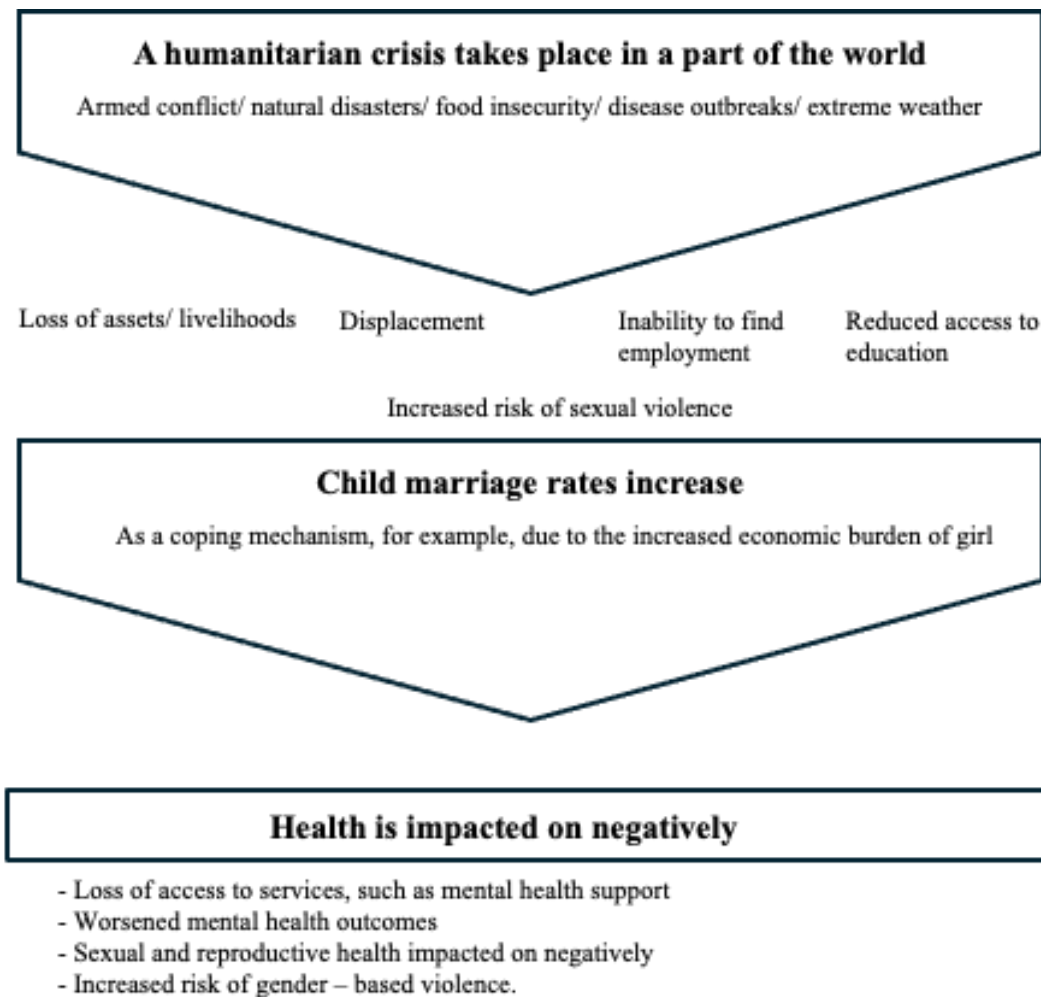 A humanitarian crisis takes place in a part of the world
Armed conflict/ natural disasters/ food insecurity/ disease outbreaks/ extreme weather
Loss of assets/ livelihoods
Displacement
Inability to find
employment
Reduced access to
education
Increased risk of sexual violence
Child marriage rates increase
As a coping mechanism, for example, due to the increased economic burden of girl
Health is impacted on negatively
- Loss of access to services, such as mental health support
- Worsened mental health outcomes
- Sexual and reproductive health impacted on negatively
- Increased risk of gender – based violence.